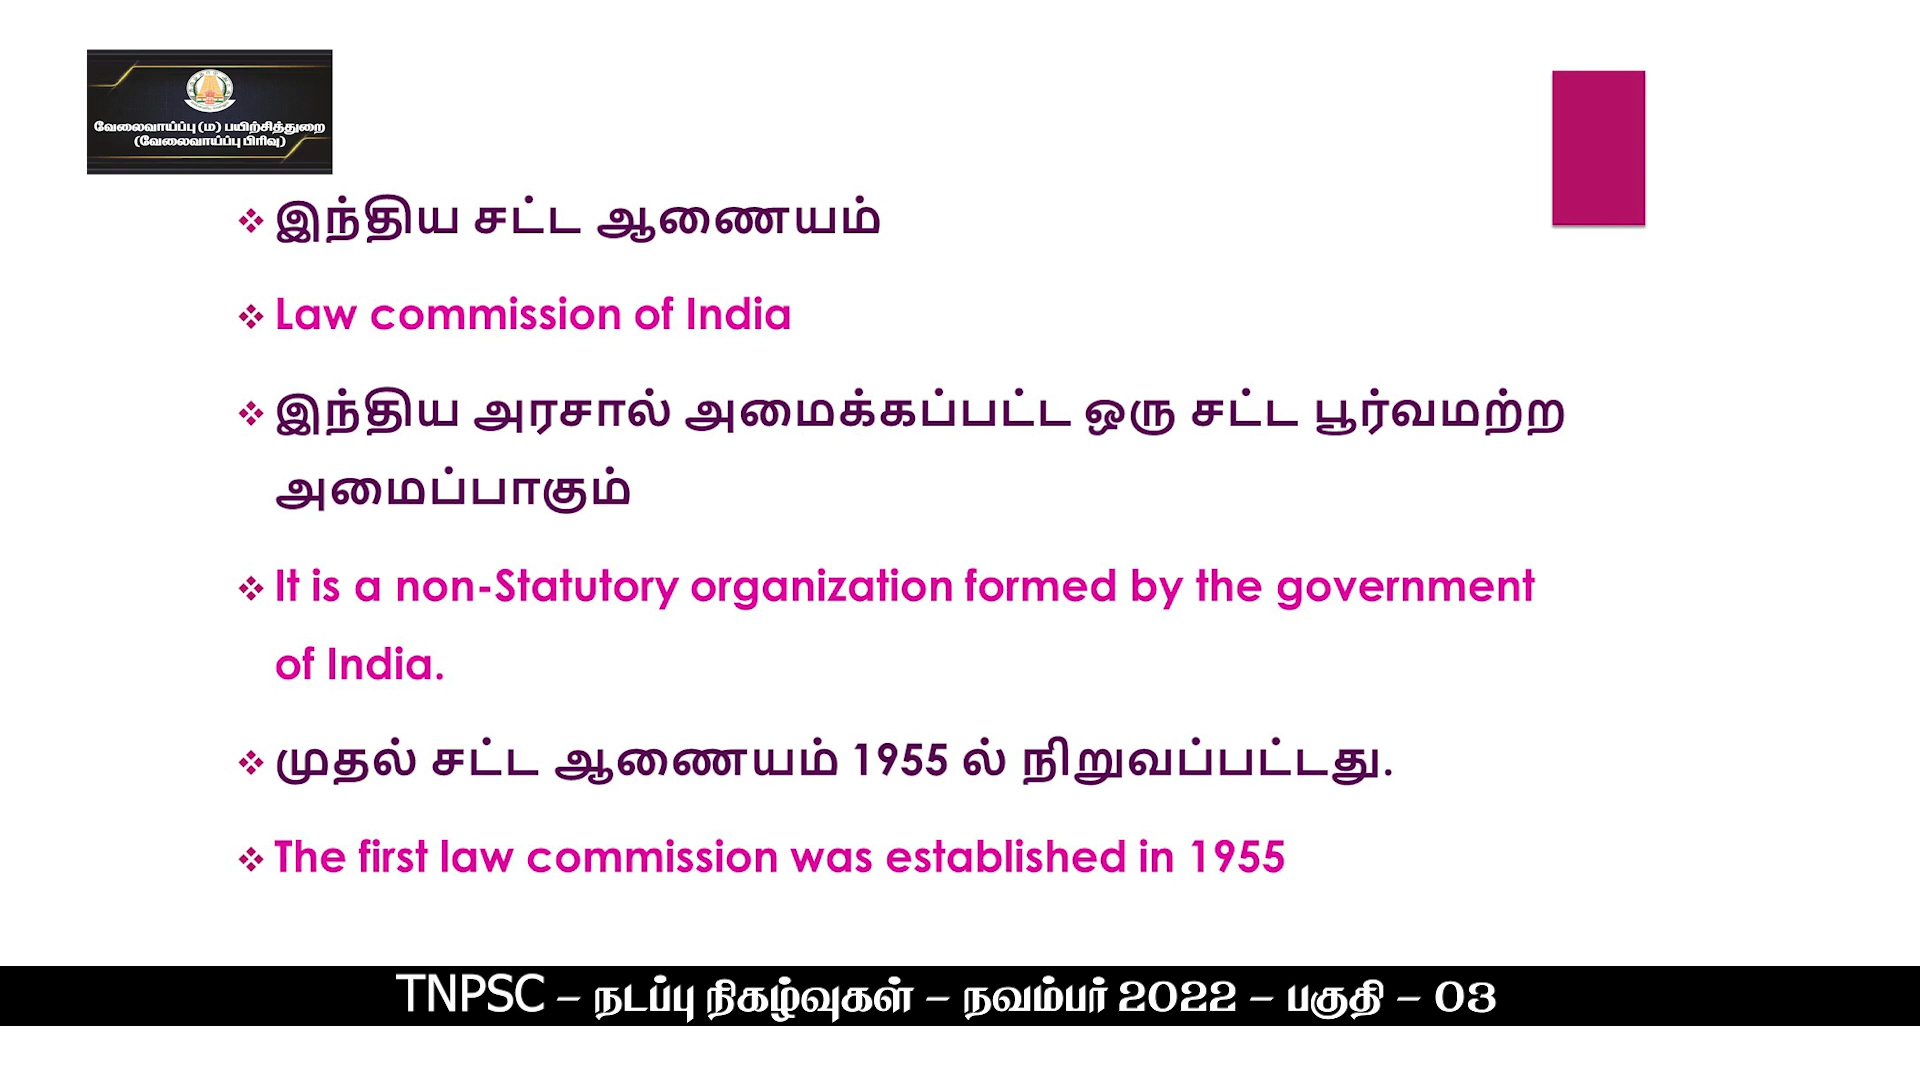 வேலைவாய்ப்பு (ம) பயிற்சித்துறை
(வேலைவாய்ப்பு பிரிவு)
இந்திய சட்ட ஆணையம்
Law commission of India
இந்திய அரசால் அமைக்கப்பட்ட ஒரு சட்ட பூர்வமற்ற
அமைப்பாகும்
It is a non-Statutory organization formed by the government
of India.
முதல் சட்ட ஆணையம் 1955 ல் நிறுவப்பட்டது.
The first law commission was established in 1955
TNPSC – நடப்பு நிகழ்வுகள் – நவம்பர் 2022 – பகுதி – 03